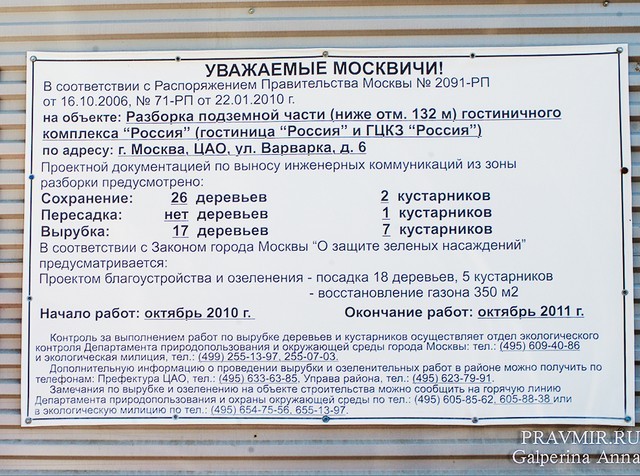 УВАЖАЕМЫЕ МОСКВИЧИ!
В соответствии с Распоряжением Правительства Москвы № 2091-РП
от 16.10.2006, № 71-РП от 22.01.2010 г.
на объекте: Разборка подземной части (ниже отм. 132 м) гостиничного
комплекса “Россия” (гостиница “Россия” и ГЦКЗ “Россия”)
по адресу: г. Москва, ЦАО, ул. Варварка, д. 6
Проектной документацией по выносу инженерных коммуникаций из зоны
разборки предусмотрено:
Сохранение: 26 деревьев 2 кустарников
Пересадка: нет деревьев 1 кустарников
Вырубка: 17 деревьев 7 кустарников
В соответствии с Законом города Москвы “О защите зеленых насаждений”
предусматривается:
Проектом благоустройства и озеленения - посадка 18 деревьев, 5 кустарников
- восстановление газона 350 м2
Начало работ: октябрь 2010 г. Окончание работ: октябрь 2011 г.
Контроль за выполнением работ по вырубке деревьев и кустарников осуществляет отдел экологического
контроля Департамента природопользования и окружающей среды города Москвы: тел.: (495) 609-40-86
и экологическая милиция, тел.: (499) 255-13-97, 255-07-03.
Дополнительную информацию о проведении вырубки и озеленительных работ в районе можно получить по
телефонам: Префектура ЦАО, тел.: (495) 633-63-85, Управа района, тел.: (495) 623-79-91.
Замечания по вырубке и озеленению на объекте строительства можно сообщить на горячую линию
Департамента природопользования и охраны окружающей среды по тел.: (495) 605-85-62, 605-88-38 или
в экологическую милицию по тел.: (495) 654-75-56, 655-13-97.
PRAVMIR.RU
Galperina Anna